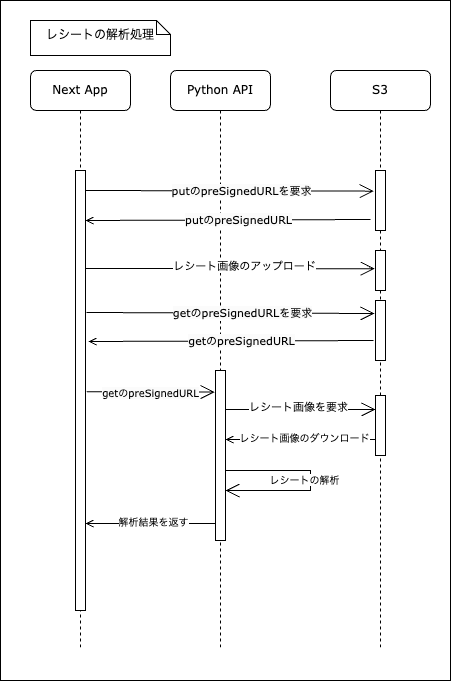 レシートの解析処理
Next App
Python API
S3
putのpreSignedURLを要求
putのpreSignedURL
レシート画像のアップロード
getのpreSignedURLを要求
getのpreSignedURL
getのpreSignedURL
レシート画像を要求
レシート画像のダウンロード
レシートの解析
解析結果を返す